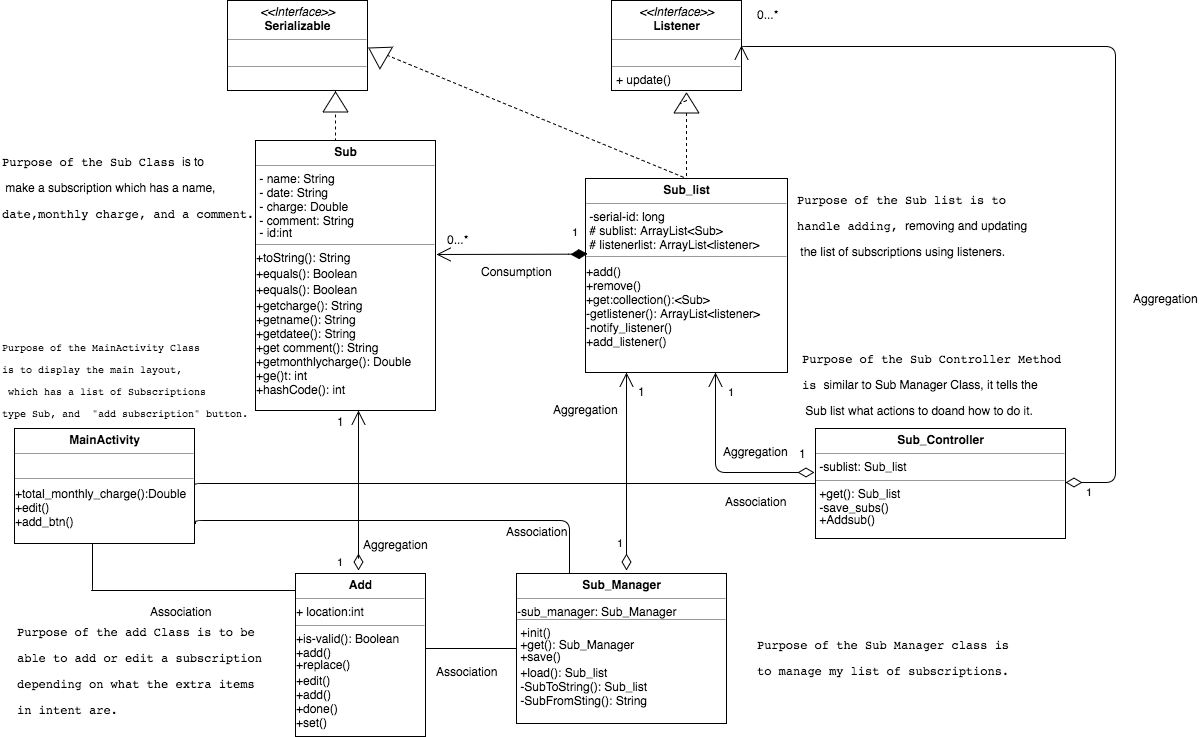 <<Interface>>
Serializable
<<Interface>>
Listener
+ update()
0...*
Purpose of the Sub Class is to
make a subscription which has a name,
date,monthly charge, and a comment.
Sub
- name: String
- date: String
- charge: Double
- comment: String
- id:int
+toString(): String
+equals(): Boolean
+equals(): Boolean
+getcharge(): String
+getname(): String
+getdatee(): String
+get comment(): String
+getmonthlycharge(): Double
+ge()t: int
+hashCode(): int
0...*
1
Consumption
Sub_list
-serial-id: long
# sublist: ArrayList<Sub>
# listenerlist: ArrayList<listener>
+add()
+remove()
+get:collection():<Sub>
-getlistener(): ArrayList<listener>
-notify_listener()
+add_listener()
Purpose of the Sub list is to
handle adding, removing and updating
the list of subscriptions using listeners.
Aggregation
Purpose of the MainActivity Class
is to display the main layout,
which has a list of Subscriptions
type Sub, and "add subscription" button.
Purpose of the Sub Controller Method
is similar to Sub Manager Class, it tells the
Sub list what actions to doand how to do it.
1
1
1
Aggregation
Aggregation
1
MainActivity
+total_monthly_charge():Double
+edit()
+add_btn()
Sub_Controller
-sublist: Sub_list
+get(): Sub_list
-save_subs()
+Addsub()
1
Association
Association
Aggregation
1
1
Association
Add
+ location:int
+is-valid(): Boolean
+add()
+replace()
+edit()
+add()
+done()
+set()
Association
Sub_Manager
-sub_manager: Sub_Manager
+init()
+get(): Sub_Manager
+save()
+load(): Sub_list
-SubToString(): Sub_list
-SubFromSting(): String
Purpose of the add Class is to be
able to add or edit a subscription
depending on what the extra items
in intent are.
Purpose of the Sub Manager class is
to manage my list of subscriptions.